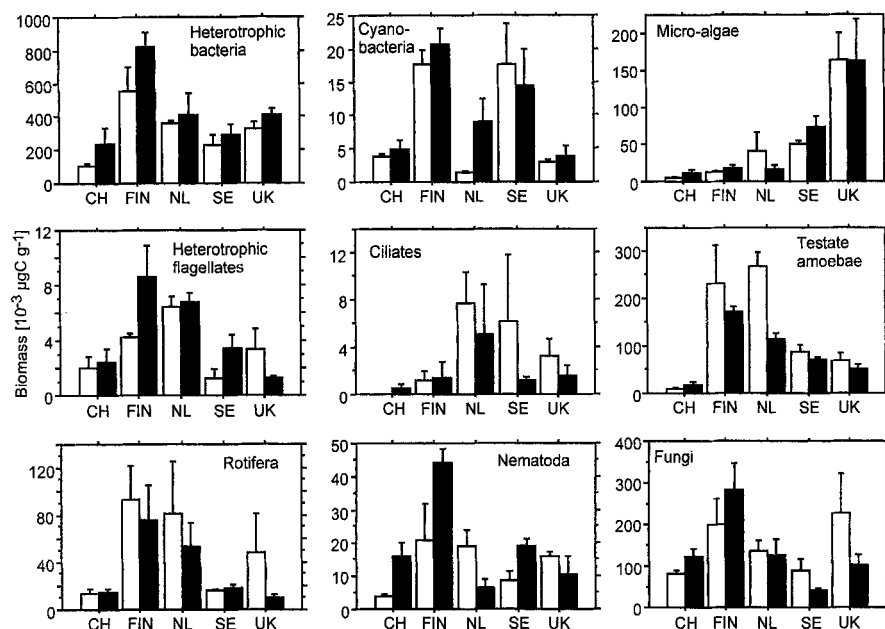 Heterotrophic
bacteria
1000
800
600
400
200
0
CH FIN NL SE UK
Cyano-
bacteria
25
20
15
10
5
0
CH FIN NL SE UK
Micro-algae
200
150
100
50
0
CH FIN NL SE UK
Biomass [10⁻³ µgC g⁻¹]
Heterotrophic
flagellates
12
8
4
2
0
CH FIN NL SE UK
Ciliates
12
8
4
2
0
CH FIN NL SE UK
Testate
amoebae
300
200
100
0
CH FIN NL SE UK
Rotifera
120
80
40
0
CH FIN NL SE UK
Nematoda
50
40
30
20
10
0
CH FIN NL SE UK
Fungi
400
300
200
100
0
CH FIN NL SE UK